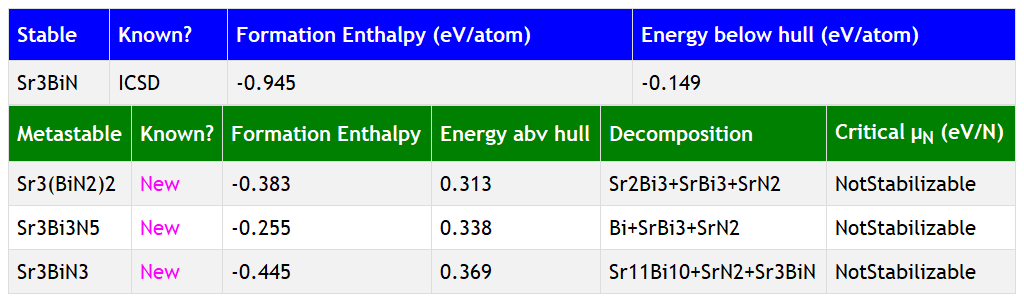 Stable Known? Formation Enthalpy (eV/atom) Energy below hull (eV/atom)
Sr3BiN ICSD -0.945 -0.149
Metastable Known? Formation Enthalpy Energy abv hull Decomposition Critical μN (eV/N)
Sr3(BiN2)2 New -0.383 0.313 Sr2Bi3+SrBi3+SrN2 NotStabilizable
Sr3Bi3N5 New -0.255 0.338 Bi+SrBi3+SrN2 NotStabilizable
Sr3BiN3 New -0.445 0.369 Sr11Bi10+SrN2+Sr3BiN NotStabilizable